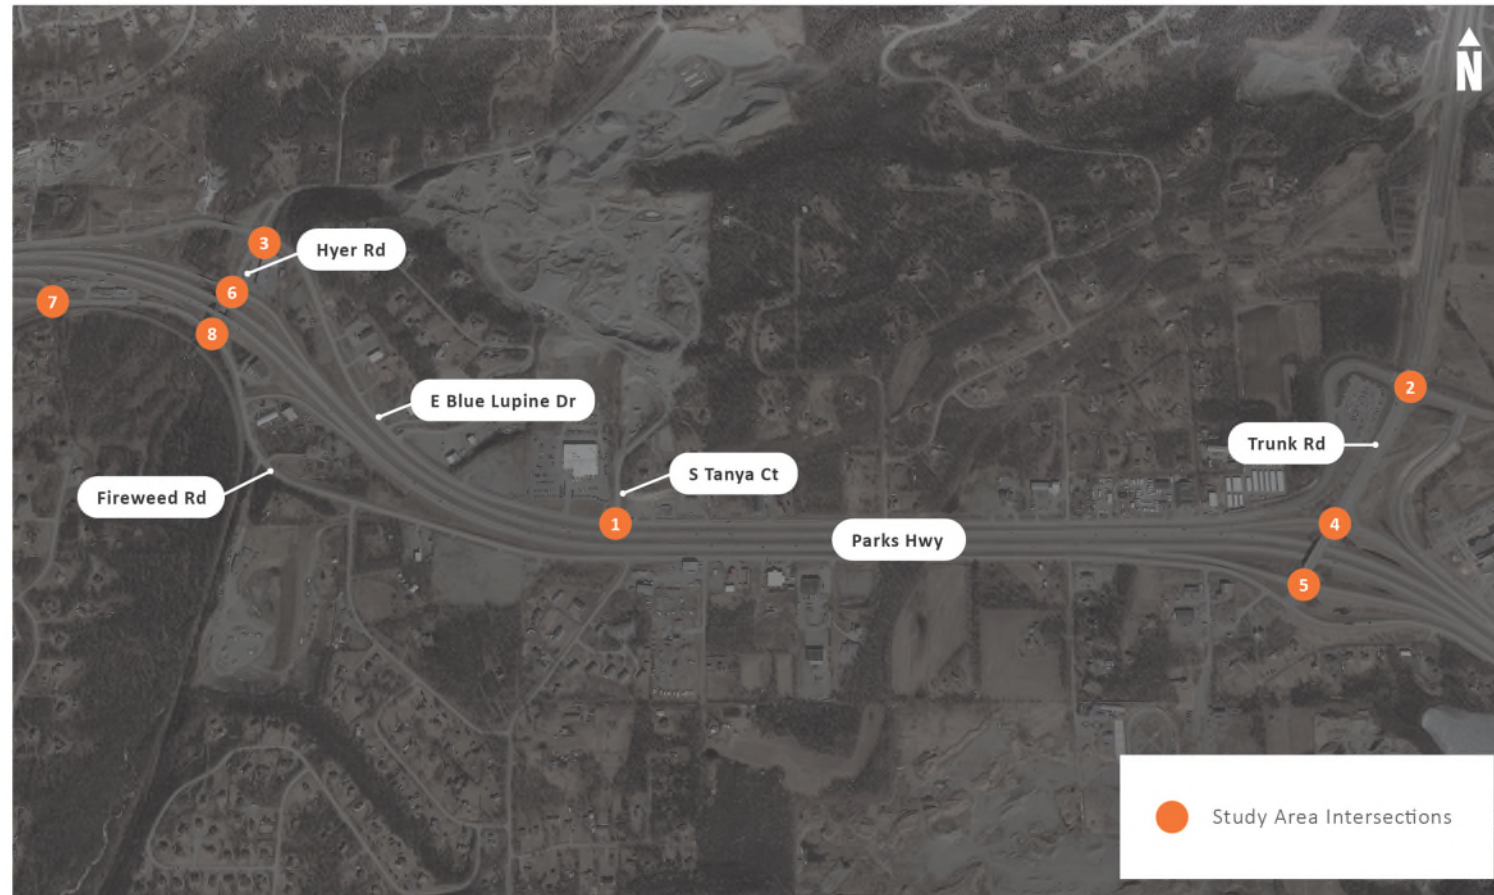 N
3
Hyer Rd
6
7
8
2
E Blue Lupine Dr
Trunk Rd
S Tanya Ct
Fireweed Rd
1
4
Parks Hwy
5
Study Area Intersections